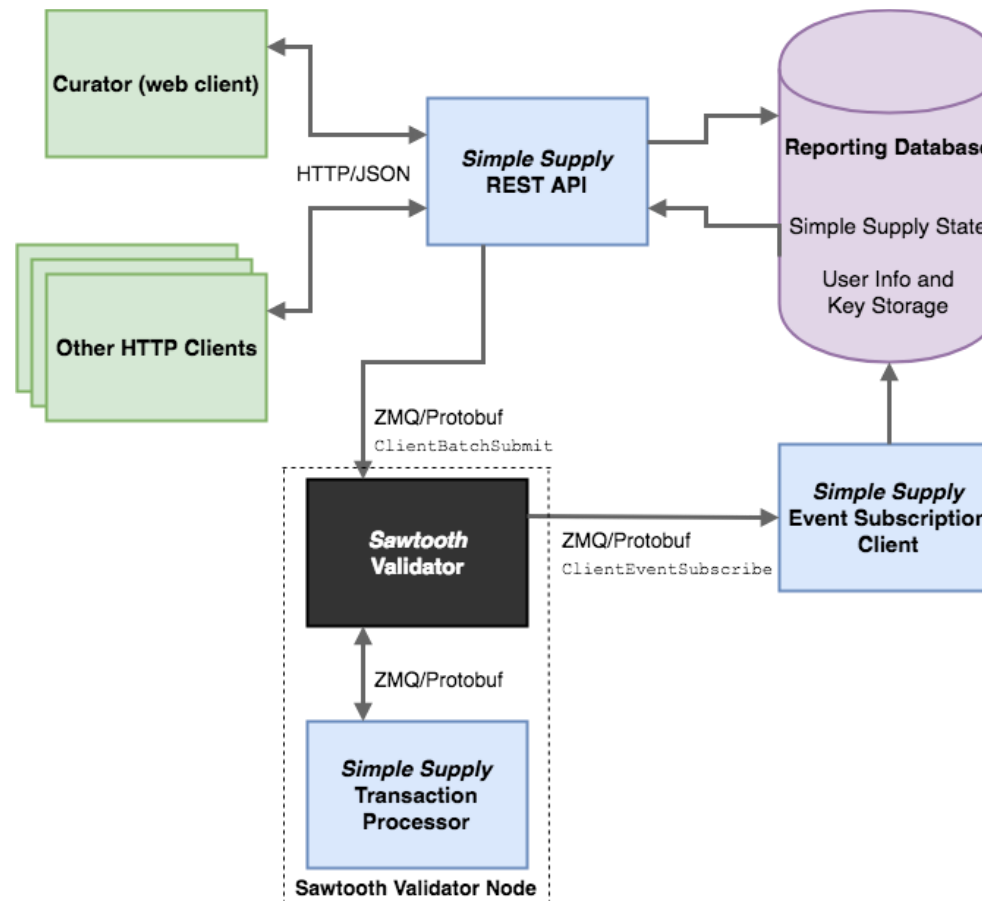 Curator (web client)
HTTP/JSON
Simple Supply
REST API
Reporting Database
Simple Supply State
User Info and
Key Storage
Other HTTP Clients
ZMQ/Protobuf
ClientBatchSubmit
Sawtooth
Validator
ZMQ/Protobuf
ClientEventSubscribe
Simple Supply
Event Subscription
Client
ZMQ/Protobuf
Simple Supply
Transaction
Processor
Sawtooth Validator Node